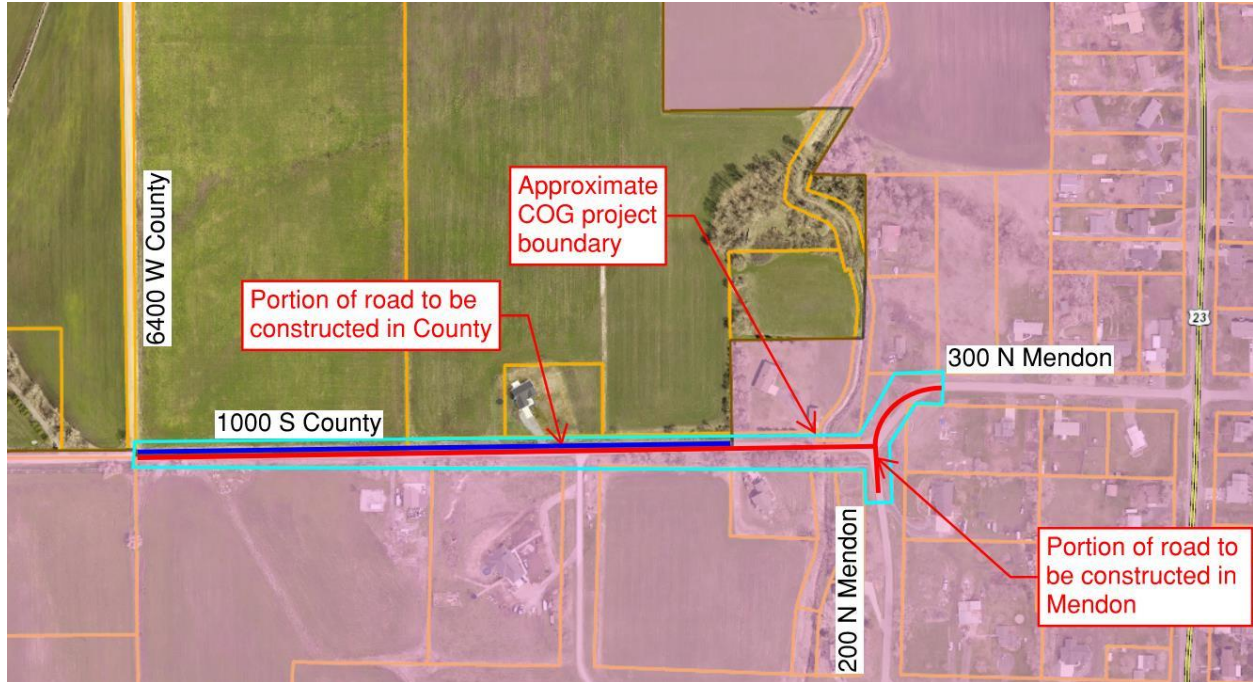 Approximate
COG project
boundary
6400 W County
Portion of road to be
constructed in County
23
300 N Mendon
1000 S County
200 N Mendon
Portion of road to
be constructed in
Mendon